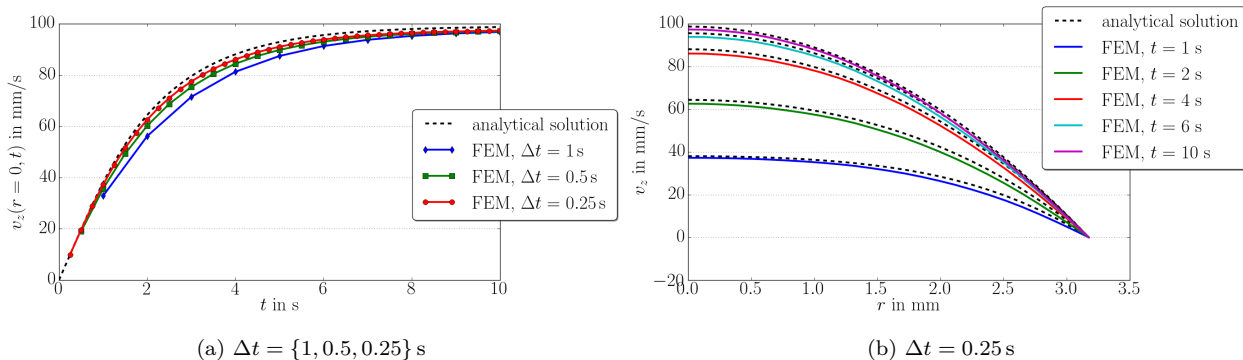 100
80
60
40
20
0
v_z(r = 0, t) in mm/s
0 2 4 6 8 10
t in s
analytical solution
FEM, Δt = 1 s
FEM, Δt = 0.5 s
FEM, Δt = 0.25 s
(a) Δt = {1, 0.5, 0.25} s
100
80
60
40
20
0
−20
v_z in mm/s
0.0 0.5 1.0 1.5 2.0 2.5 3.0 3.5
r in mm
analytical solution
FEM, t = 1 s
FEM, t = 2 s
FEM, t = 4 s
FEM, t = 6 s
FEM, t = 10 s
(b) Δt = 0.25 s